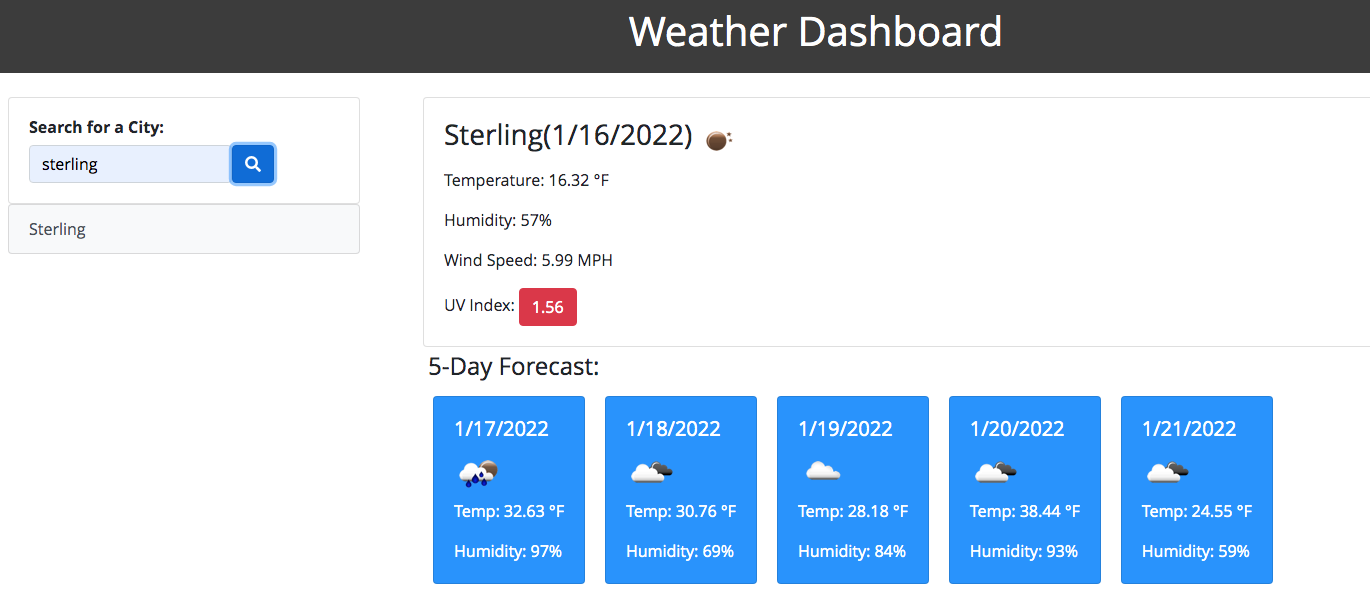 Weather Dashboard
Search for a City:
sterling
Sterling
Sterling(1/16/2022)
Temperature: 16.32 °F
Humidity: 57%
Wind Speed: 5.99 MPH
UV Index: 1.56
5-Day Forecast:
1/17/2022
Temp: 32.63 °F
Humidity: 97%
1/18/2022
Temp: 30.76 °F
Humidity: 69%
1/19/2022
Temp: 28.18 °F
Humidity: 84%
1/20/2022
Temp: 38.44 °F
Humidity: 93%
1/21/2022
Temp: 24.55 °F
Humidity: 59%